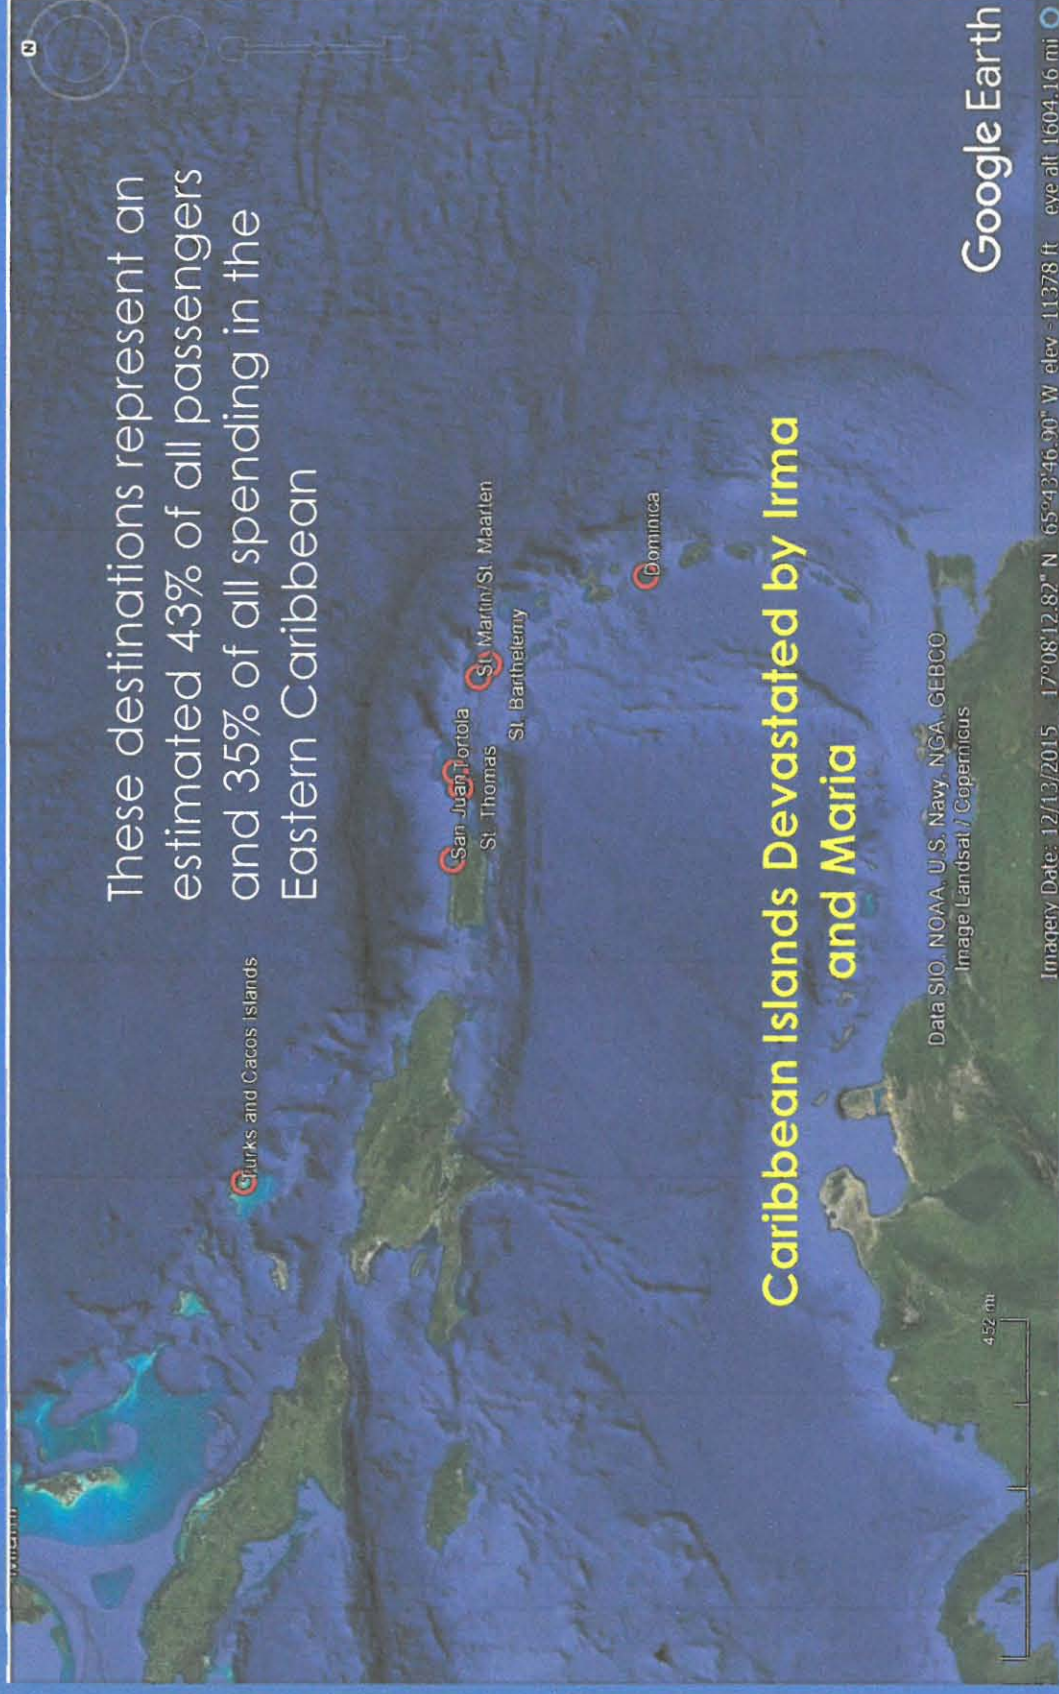 Miami
N
These destinations represent an
estimated 43% of all passengers
and 35% of all spending in the
Eastern Caribbean
Turks and Cacos Islands
San Juan
Tortola
St. Thomas
St. Martin/St. Maarten
St. Barthelemy
Dominica
Caribbean Islands Devastated by Irma
and Maria
Data SIO, NOAA, U.S. Navy, NGA, GEBCO
Image Landsat / Copernicus
452 mi
Google Earth
Imagery Date: 12/13/2015 17°08'12.82" N 65°43'46.90" W elev -11378 ft eye alt 1604.16 mi